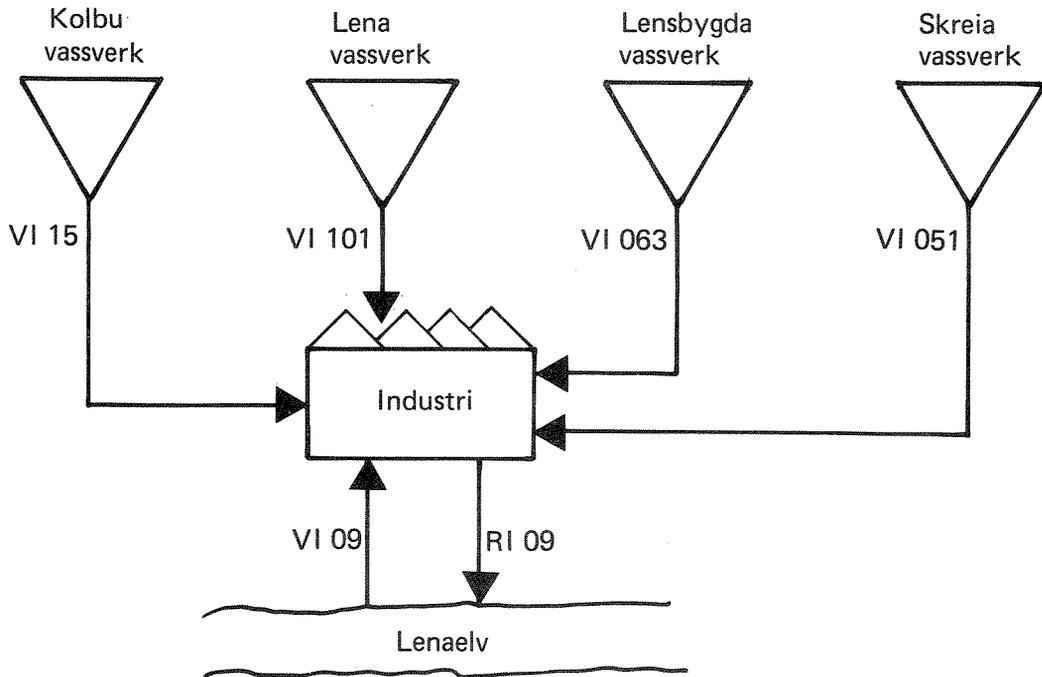 Kolbu
vassverk
Lena
vassverk
Lensbygda
vassverk
Skreia
vassverk
VI 15
VI 101
VI 063
VI 051
Industri
VI 09
RI 09
Lenaelv